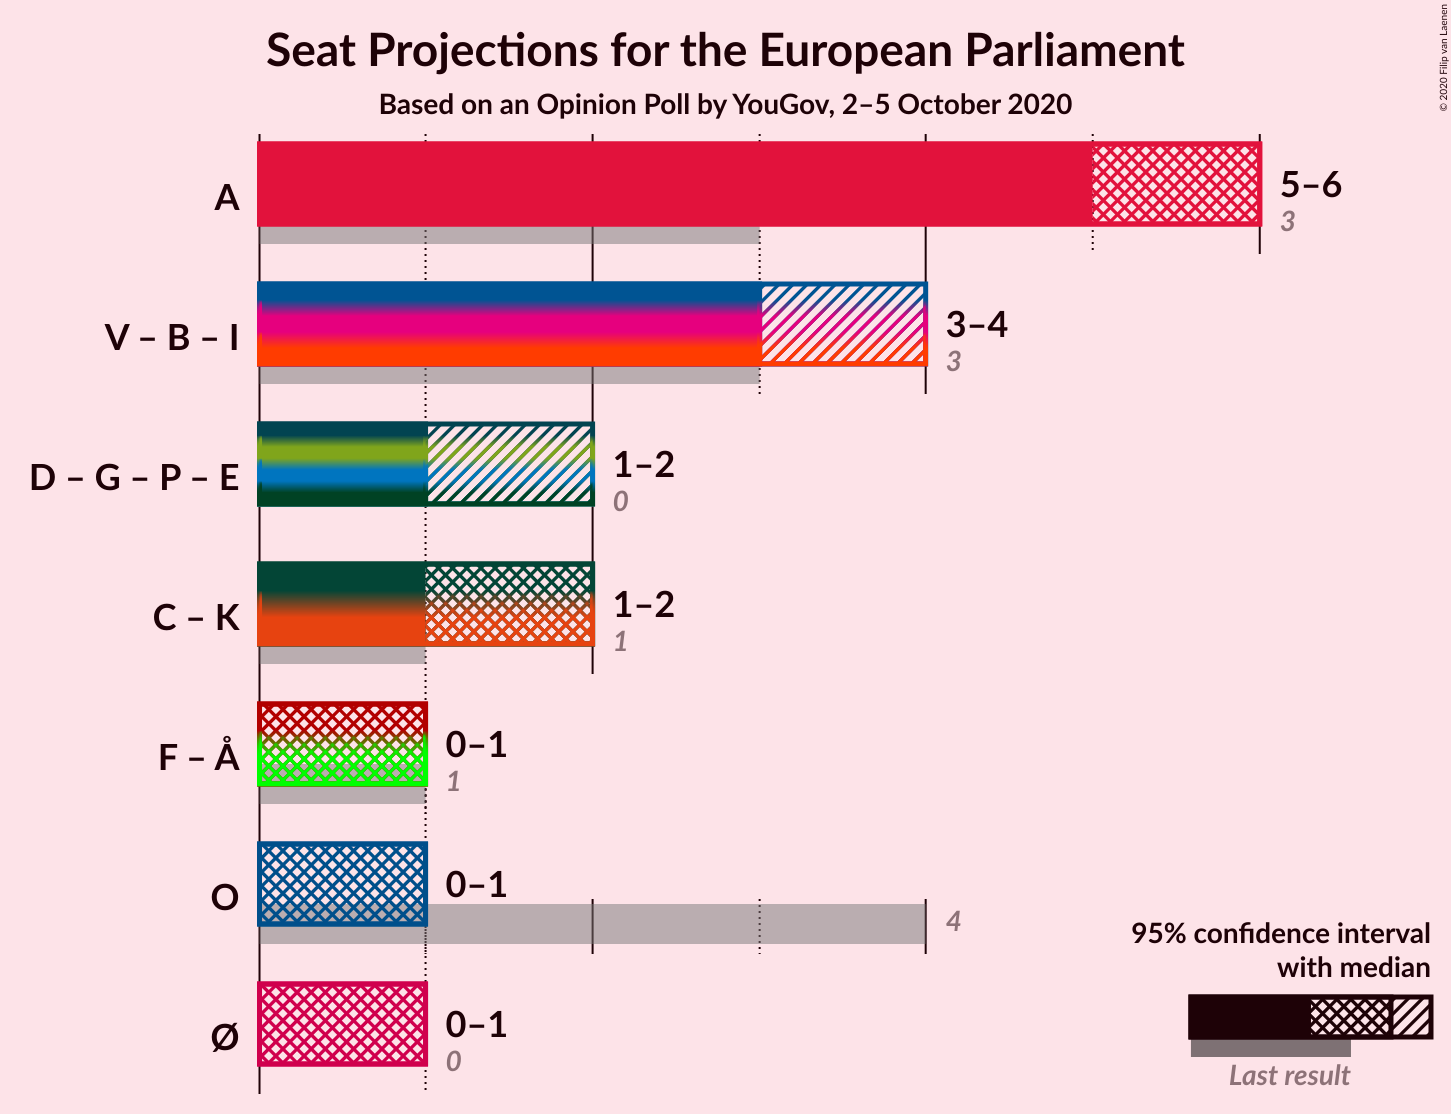 Seat Projections for the European Parliament
Based on an Opinion Poll by YouGov, 2–5 October 2020
© 2020 Filip van Laenen
A
5–6
3
V – B – I
3–4
3
D – G – P – E
1–2
0
C – K
1–2
1
F – Å
0–1
1
O
0–1
4
Ø
0–1
0
95% confidence interval
with median
Last result